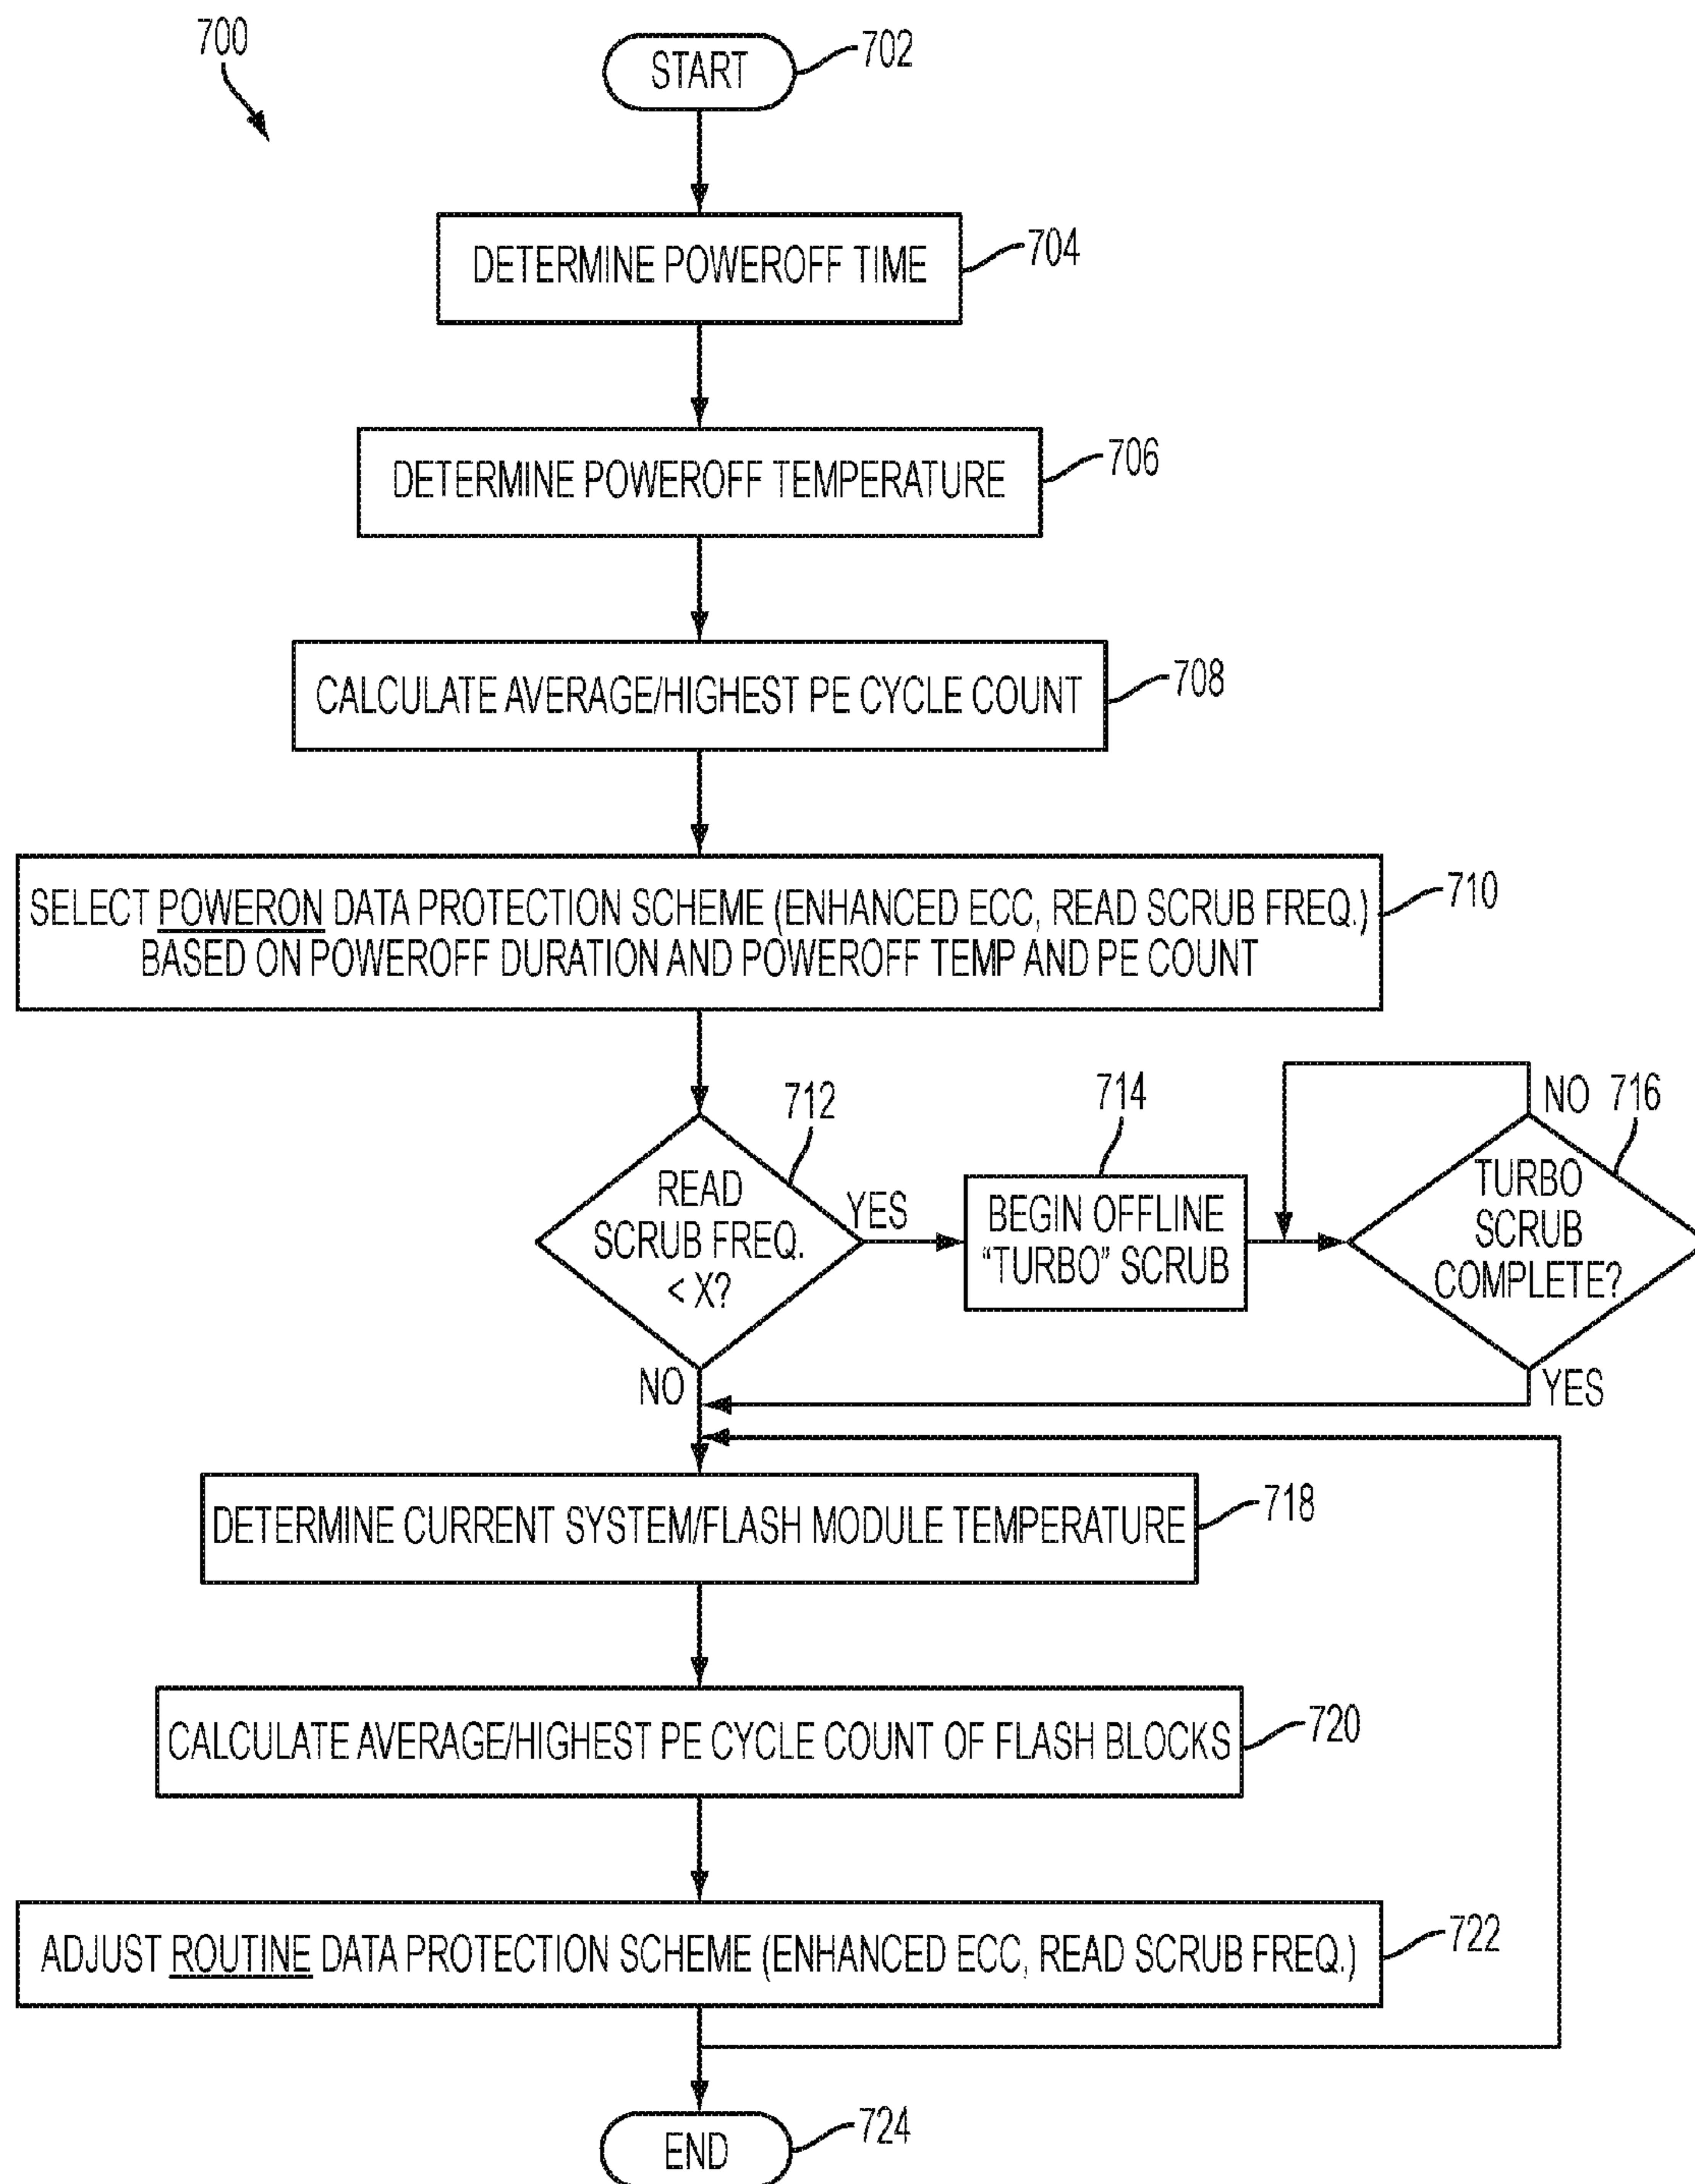 700
START
702
DETERMINE POWEROFF TIME
704
DETERMINE POWEROFF TEMPERATURE
706
CALCULATE AVERAGE/HIGHEST PE CYCLE COUNT
708
SELECT POWERON DATA PROTECTION SCHEME (ENHANCED ECC, READ SCRUB FREQ.)
BASED ON POWEROFF DURATION AND POWEROFF TEMP AND PE COUNT
710
READ
SCRUB FREQ.
< X?
712
YES
NO
BEGIN OFFLINE
“TURBO” SCRUB
714
TURBO
SCRUB
COMPLETE?
716
NO
YES
DETERMINE CURRENT SYSTEM/FLASH MODULE TEMPERATURE
718
CALCULATE AVERAGE/HIGHEST PE CYCLE COUNT OF FLASH BLOCKS
720
ADJUST ROUTINE DATA PROTECTION SCHEME (ENHANCED ECC, READ SCRUB FREQ.)
722
END
724